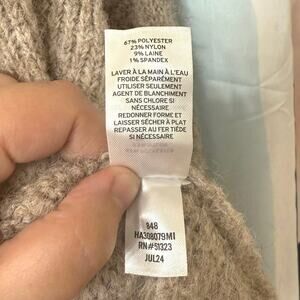 67% POLYESTER
23% NYLON
9% LAINE
1% SPANDEX
LAVER À LA MAIN À L'EAU
FROIDE SÉPARÉMENT
UTILISER SEULEMENT
AGENT DE BLANCHIMENT
SANS CHLORE SI
NÉCESSAIRE
REDONNER FORME ET
LAISSER SÉCHER À PLAT
REPASSER AU FER TIÈDE
SI NÉCESSAIRE
848
HA308079MI
RN#51323
JUL24